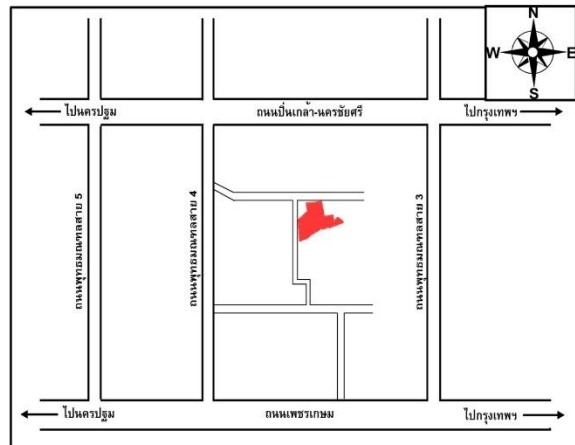 N
W E
S
ไปนครปฐม ถนนปิ่นเกล้า-นครชัยศรี ไปกรุงเทพฯ
ถนนพุทธมณฑลสาย 5
ถนนพุทธมณฑลสาย 4
ถนนพุทธมณฑลสาย 3
ไปนครปฐม ถนนเพชรเกษม ไปกรุงเทพฯ